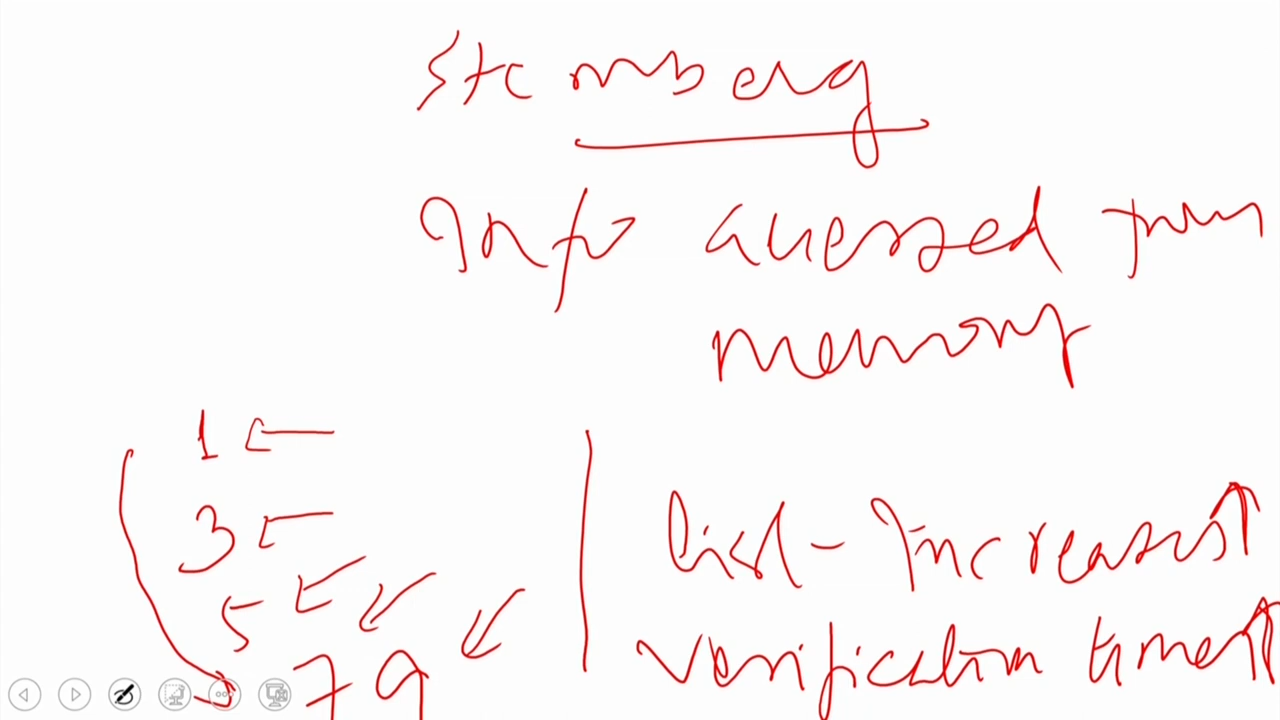 Sternberg
Info accessed from
memory
1
3
5
7 9
list - Increases
verification time